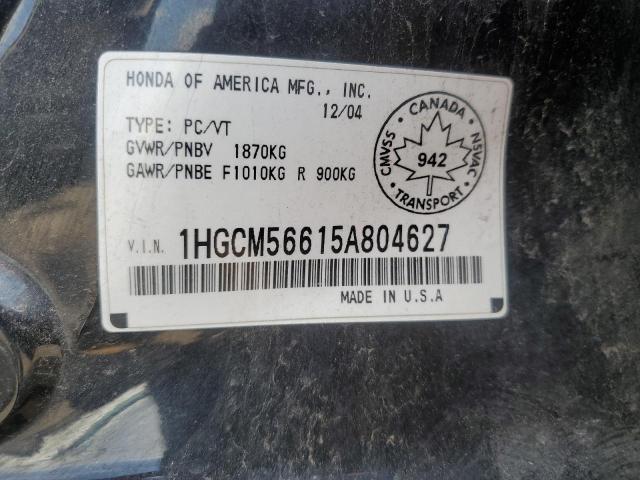 HONDA OF AMERICA MFG., INC.
12/04
TYPE: PC/VT
GVWR/PNBV 1870KG
GAWR/PNBE F1010KG R 900KG
CANADA
CMVSS
NSVAC
942
TRANSPORT
V.I.N. 1HGCM56615A804627
MADE IN U.S.A